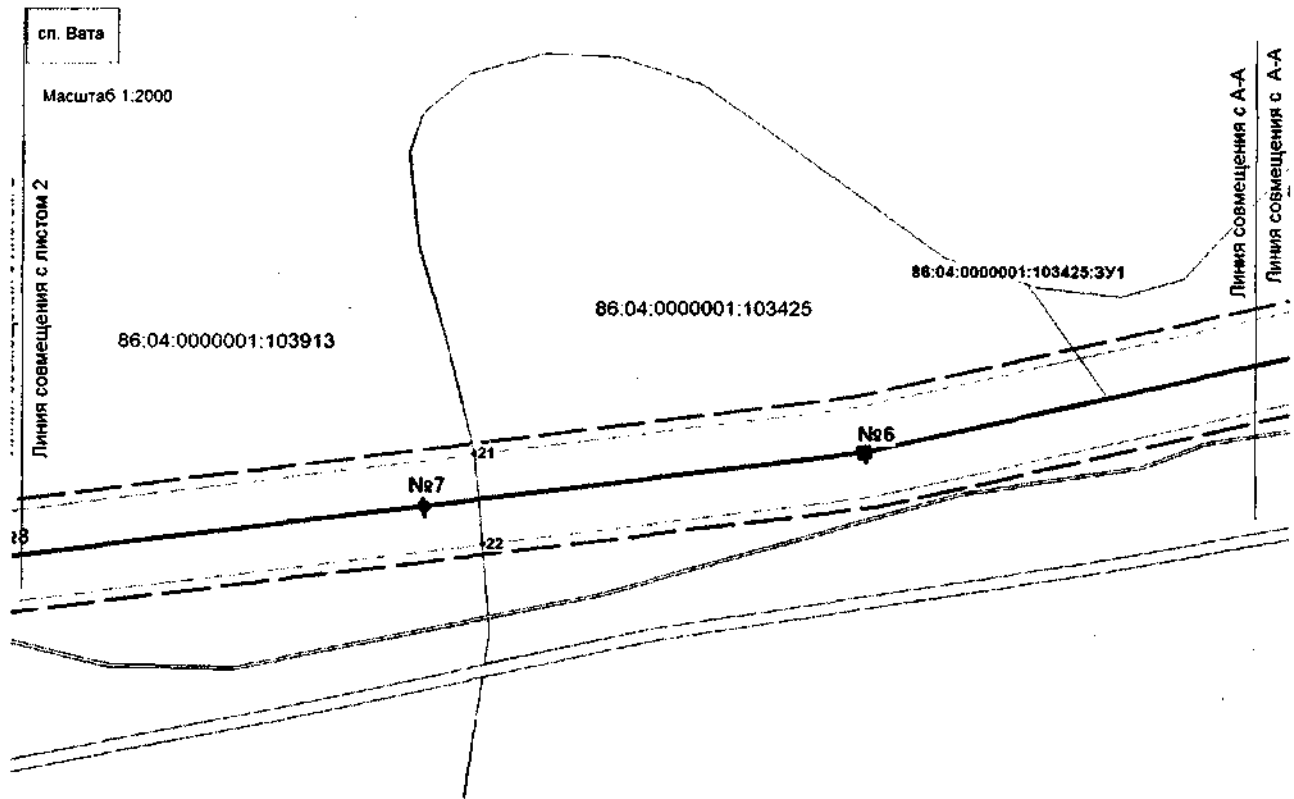 сп. Вата
Масштаб 1:2000
Линия совмещения с листом 2
Линия совмещения с А-А
Линия совмещения с А-А
86:04:0000001:103425:ЗУ1
86:04:0000001:103425
86:04:0000001:103913
21
№6
№7
22